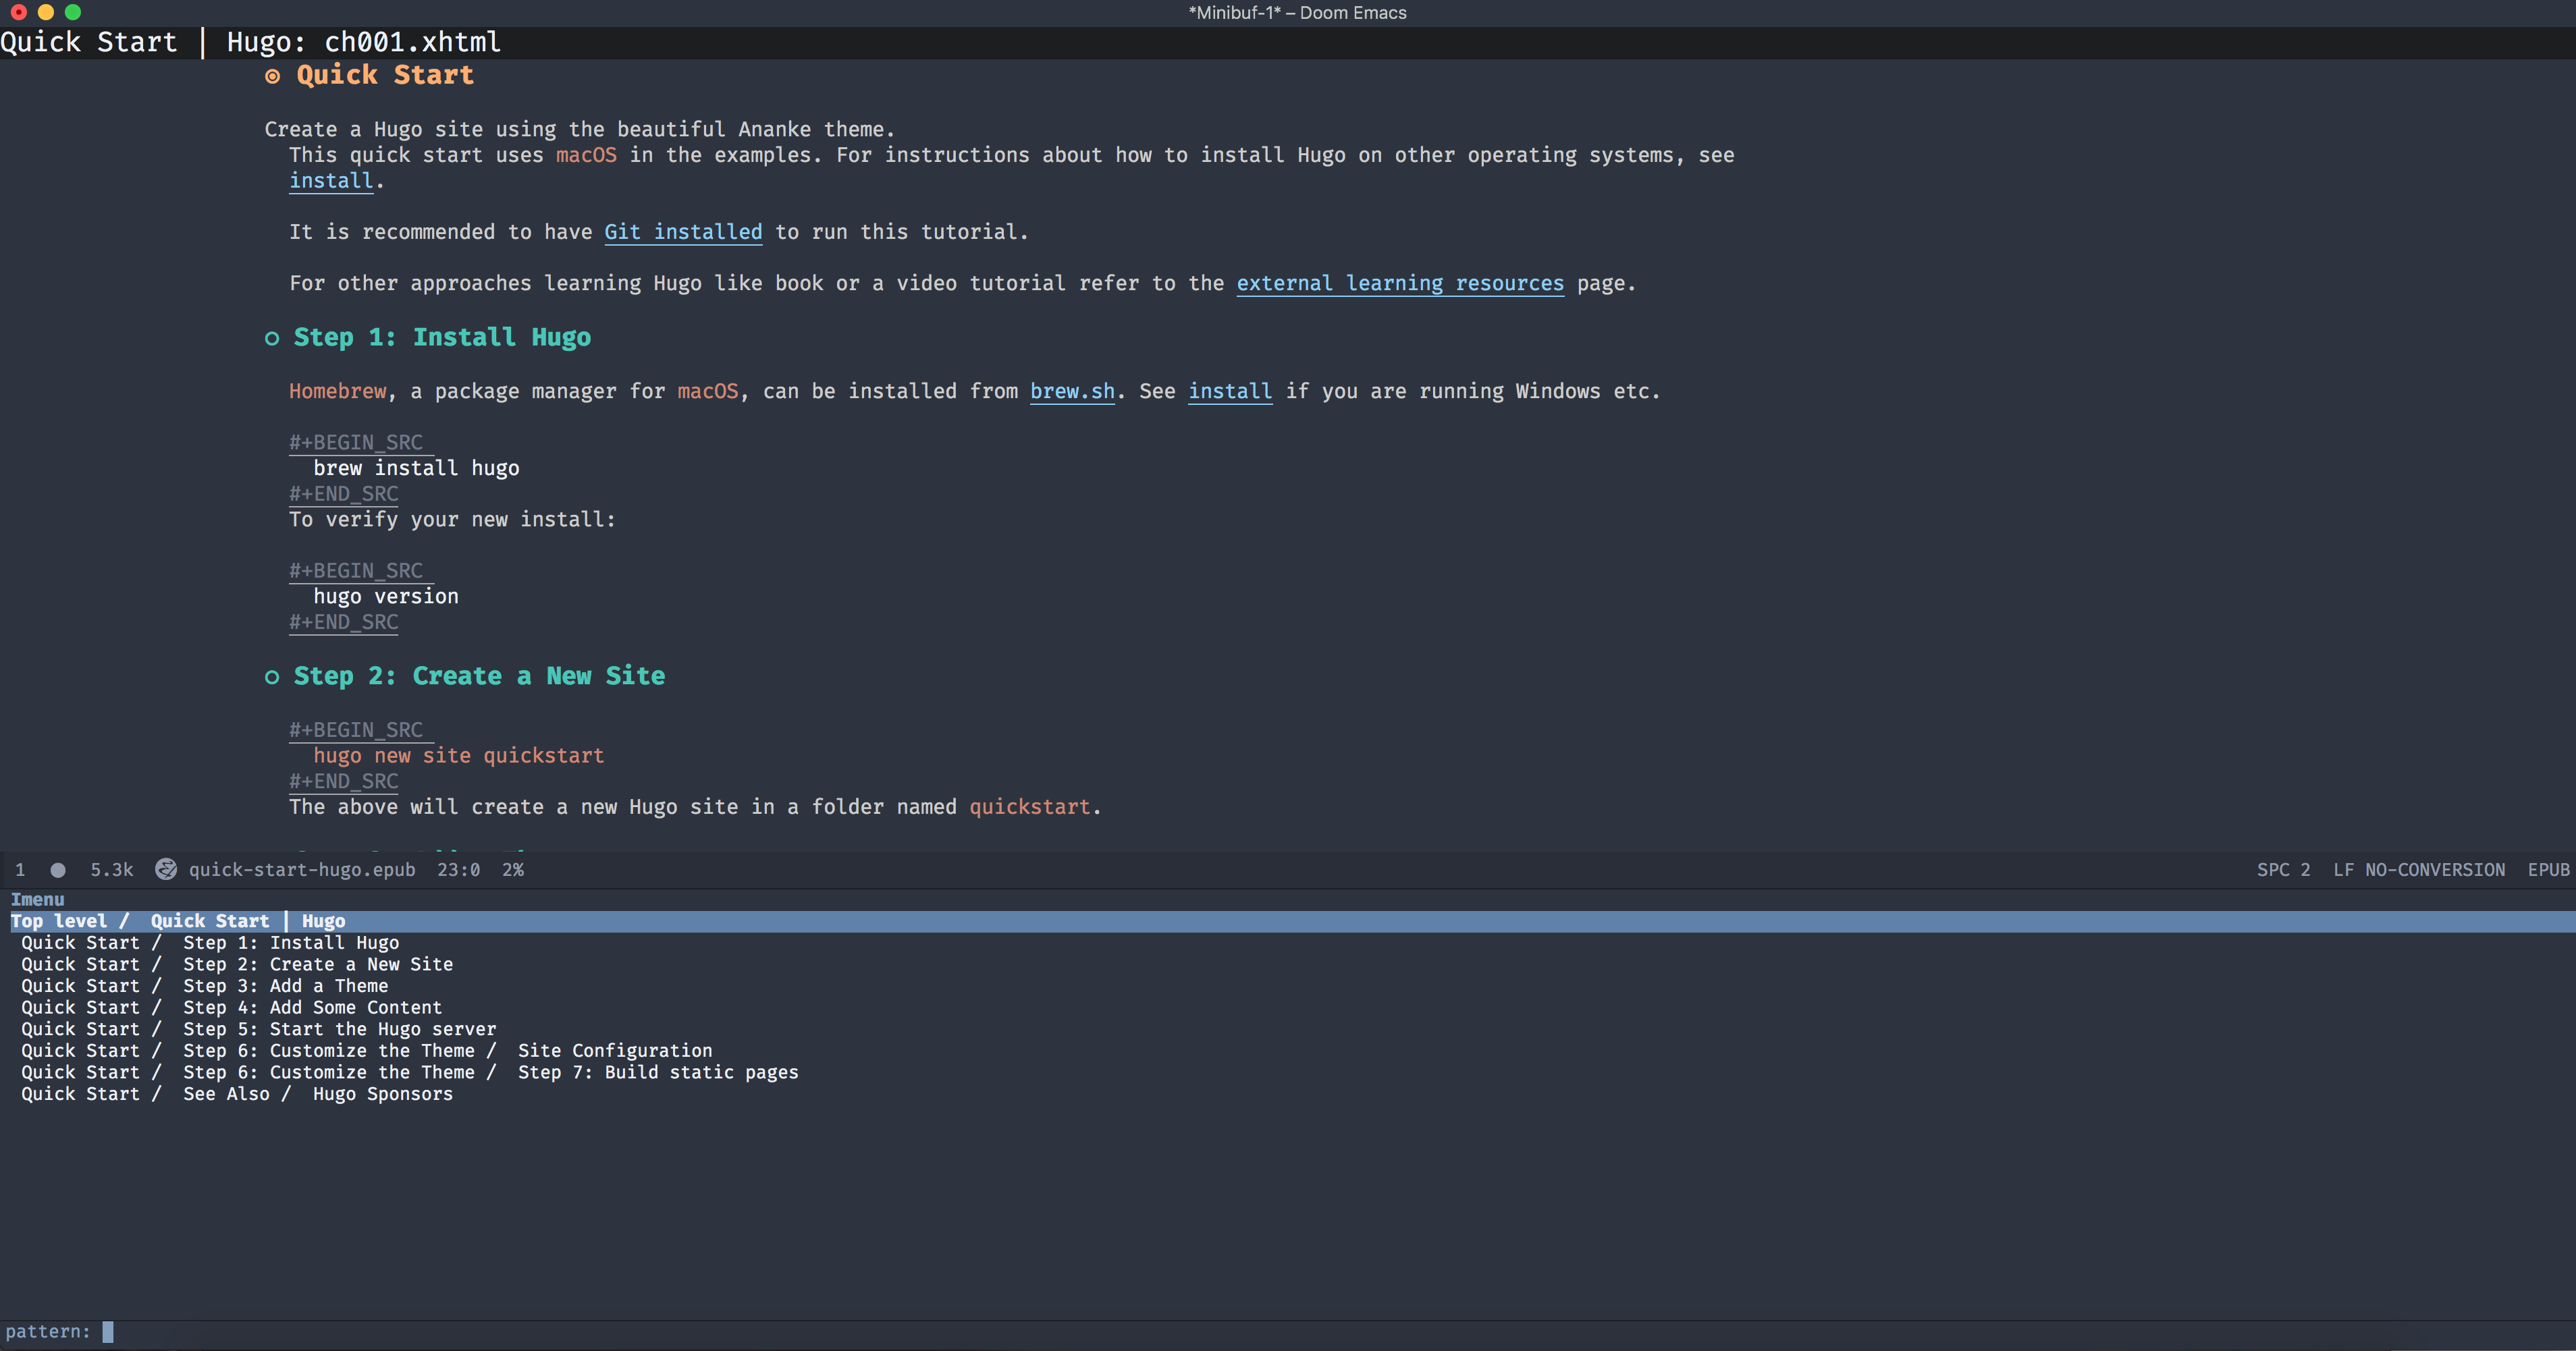 *Minibuf-1* – Doom Emacs
Quick Start | Hugo: ch001.xhtml
Quick Start
Create a Hugo site using the beautiful Ananke theme.
This quick start uses macOS in the examples. For instructions about how to install Hugo on other operating systems, see
install.
It is recommended to have Git installed to run this tutorial.
For other approaches learning Hugo like book or a video tutorial refer to the external learning resources page.
Step 1: Install Hugo
Homebrew, a package manager for macOS, can be installed from brew.sh. See install if you are running Windows etc.
#+BEGIN_SRC
brew install hugo
#+END_SRC
To verify your new install:
#+BEGIN_SRC
hugo version
#+END_SRC
Step 2: Create a New Site
#+BEGIN_SRC
hugo new site quickstart
#+END_SRC
The above will create a new Hugo site in a folder named quickstart.
1 ● 5.3k quick-start-hugo.epub 23:0 2% SPC 2 LF NO-CONVERSION EPUB
Imenu
Top level / Quick Start | Hugo
Quick Start / Step 1: Install Hugo
Quick Start / Step 2: Create a New Site
Quick Start / Step 3: Add a Theme
Quick Start / Step 4: Add Some Content
Quick Start / Step 5: Start the Hugo server
Quick Start / Step 6: Customize the Theme / Site Configuration
Quick Start / Step 6: Customize the Theme / Step 7: Build static pages
Quick Start / See Also / Hugo Sponsors
pattern: